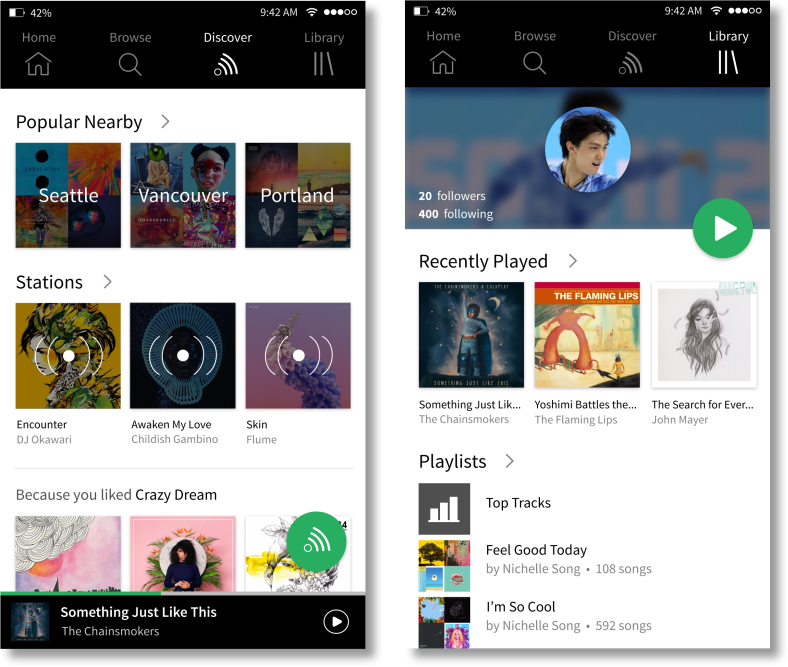 42%
9:42 AM
Home
Browse
Discover
Library
Popular Nearby
Seattle
Vancouver
Portland
Stations
Encounter
DJ Okawari
Awaken My Love
Childish Gambino
Skin
Flume
Because you liked Crazy Dream
Something Just Like This
The Chainsmokers
42%
9:42 AM
Home
Browse
Discover
Library
20 followers
400 following
Recently Played
THE CHAINSMOKERS & COLDPLAY
SOMETHING JUST LIKE THIS
THE FLAMING LIPS
Something Just Lik...
The Chainsmokers
Yoshimi Battles the...
The Flaming Lips
The Search for Ever...
John Mayer
Playlists
Top Tracks
Feel Good Today
by Nichelle Song • 108 songs
I'm So Cool
by Nichelle Song • 592 songs